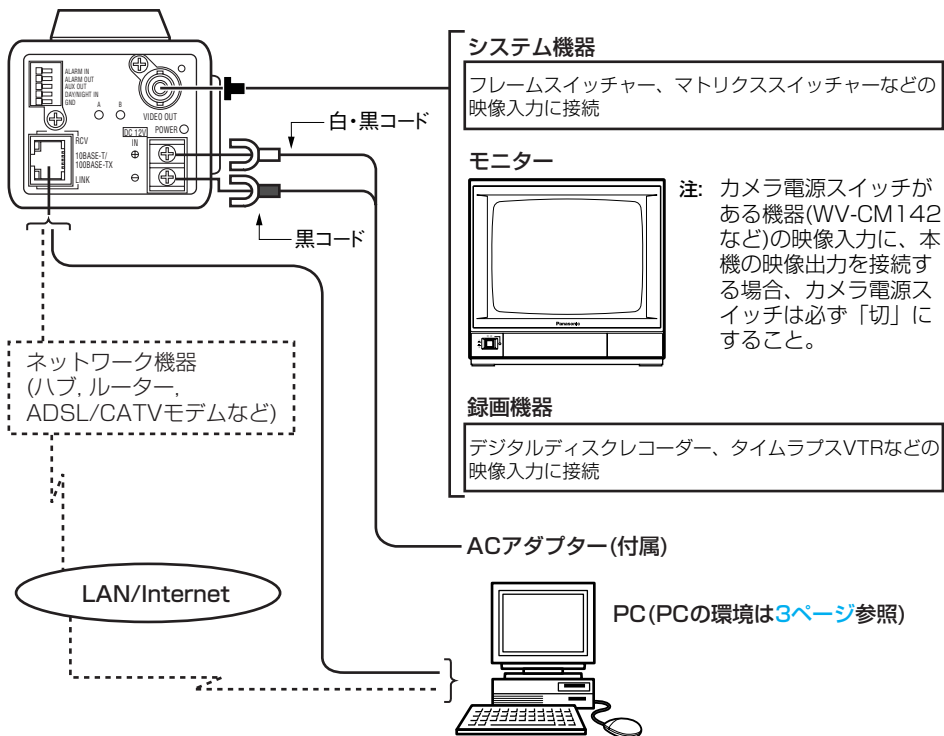 ALARM IN
ALARM OUT
AUX OUT
DAY/NIGHT IN
GND
A B
VIDEO OUT
RCV
10BASE-T/
100BASE-TX
LINK
DC 12V
IN
POWER
⊕
⊖
白・黒コード
黒コード
ネットワーク機器
(ハブ, ルーター,
ADSL/CATVモデムなど)
LAN/Internet
システム機器
フレームスイッチャー、マトリクススイッチャーなどの
映像入力に接続
モニター
Panasonic
注: カメラ電源スイッチが
ある機器(WV-CM142
など)の映像入力に、本
機の映像出力を接続す
る場合、カメラ電源ス
イッチは必ず「切」に
すること。
録画機器
デジタルディスクレコーダー、タイムラプスVTRなどの
映像入力に接続
ACアダプター(付属)
PC(PCの環境は3ページ参照)